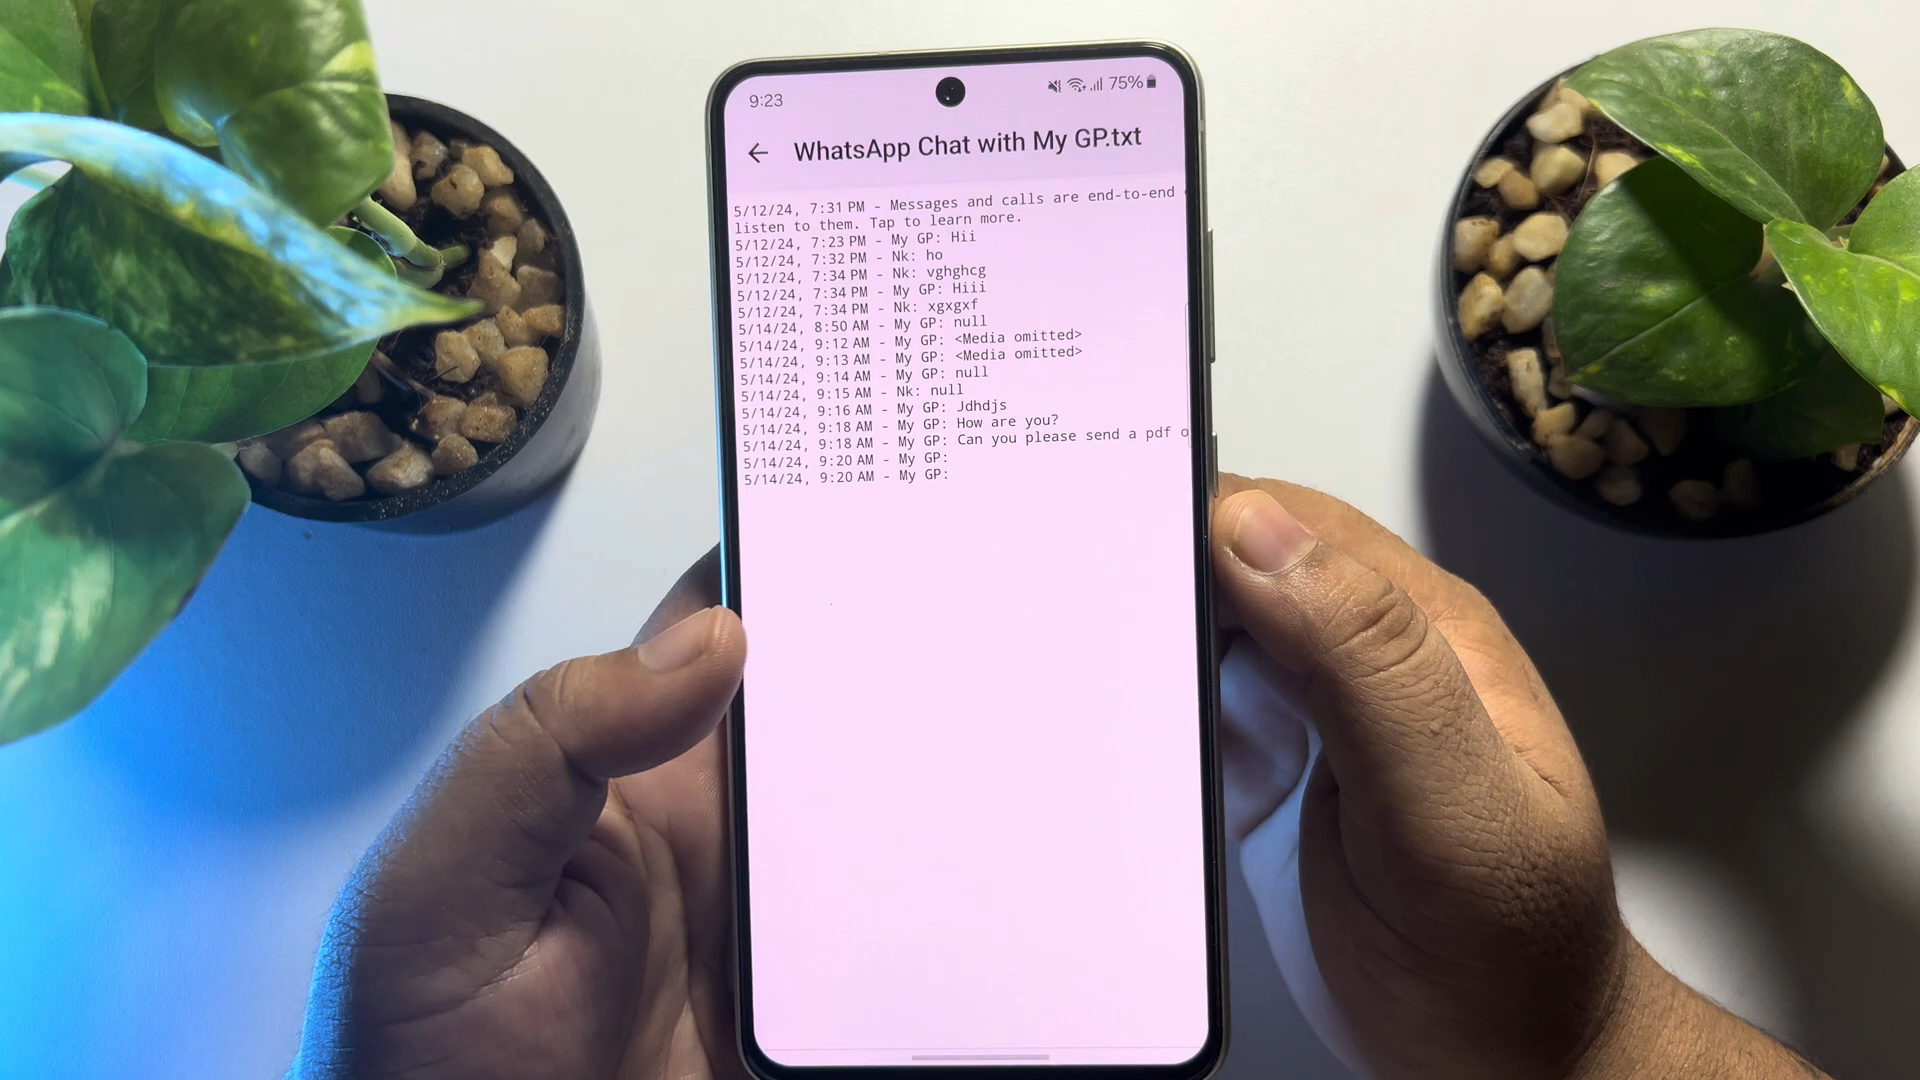 9:23
75%
WhatsApp Chat with My GP.txt
5/12/24, 7:31 PM - Messages and calls are end-to-end
listen to them. Tap to learn more.
5/12/24, 7:23 PM - My GP: Hii
5/12/24, 7:32 PM - Nk: ho
5/12/24, 7:34 PM - Nk: vghghcg
5/12/24, 7:34 PM - My GP: Hiii
5/12/24, 7:34 PM - Nk: xgxgxf
5/14/24, 8:50 AM - My GP: null
5/14/24, 9:12 AM - My GP: <Media omitted>
5/14/24, 9:13 AM - My GP: <Media omitted>
5/14/24, 9:14 AM - My GP: null
5/14/24, 9:15 AM - Nk: null
5/14/24, 9:16 AM - My GP: Jdhdjs
5/14/24, 9:18 AM - My GP: How are you?
5/14/24, 9:18 AM - My GP: Can you please send a pdf o
5/14/24, 9:20 AM - My GP:
5/14/24, 9:20 AM - My GP: